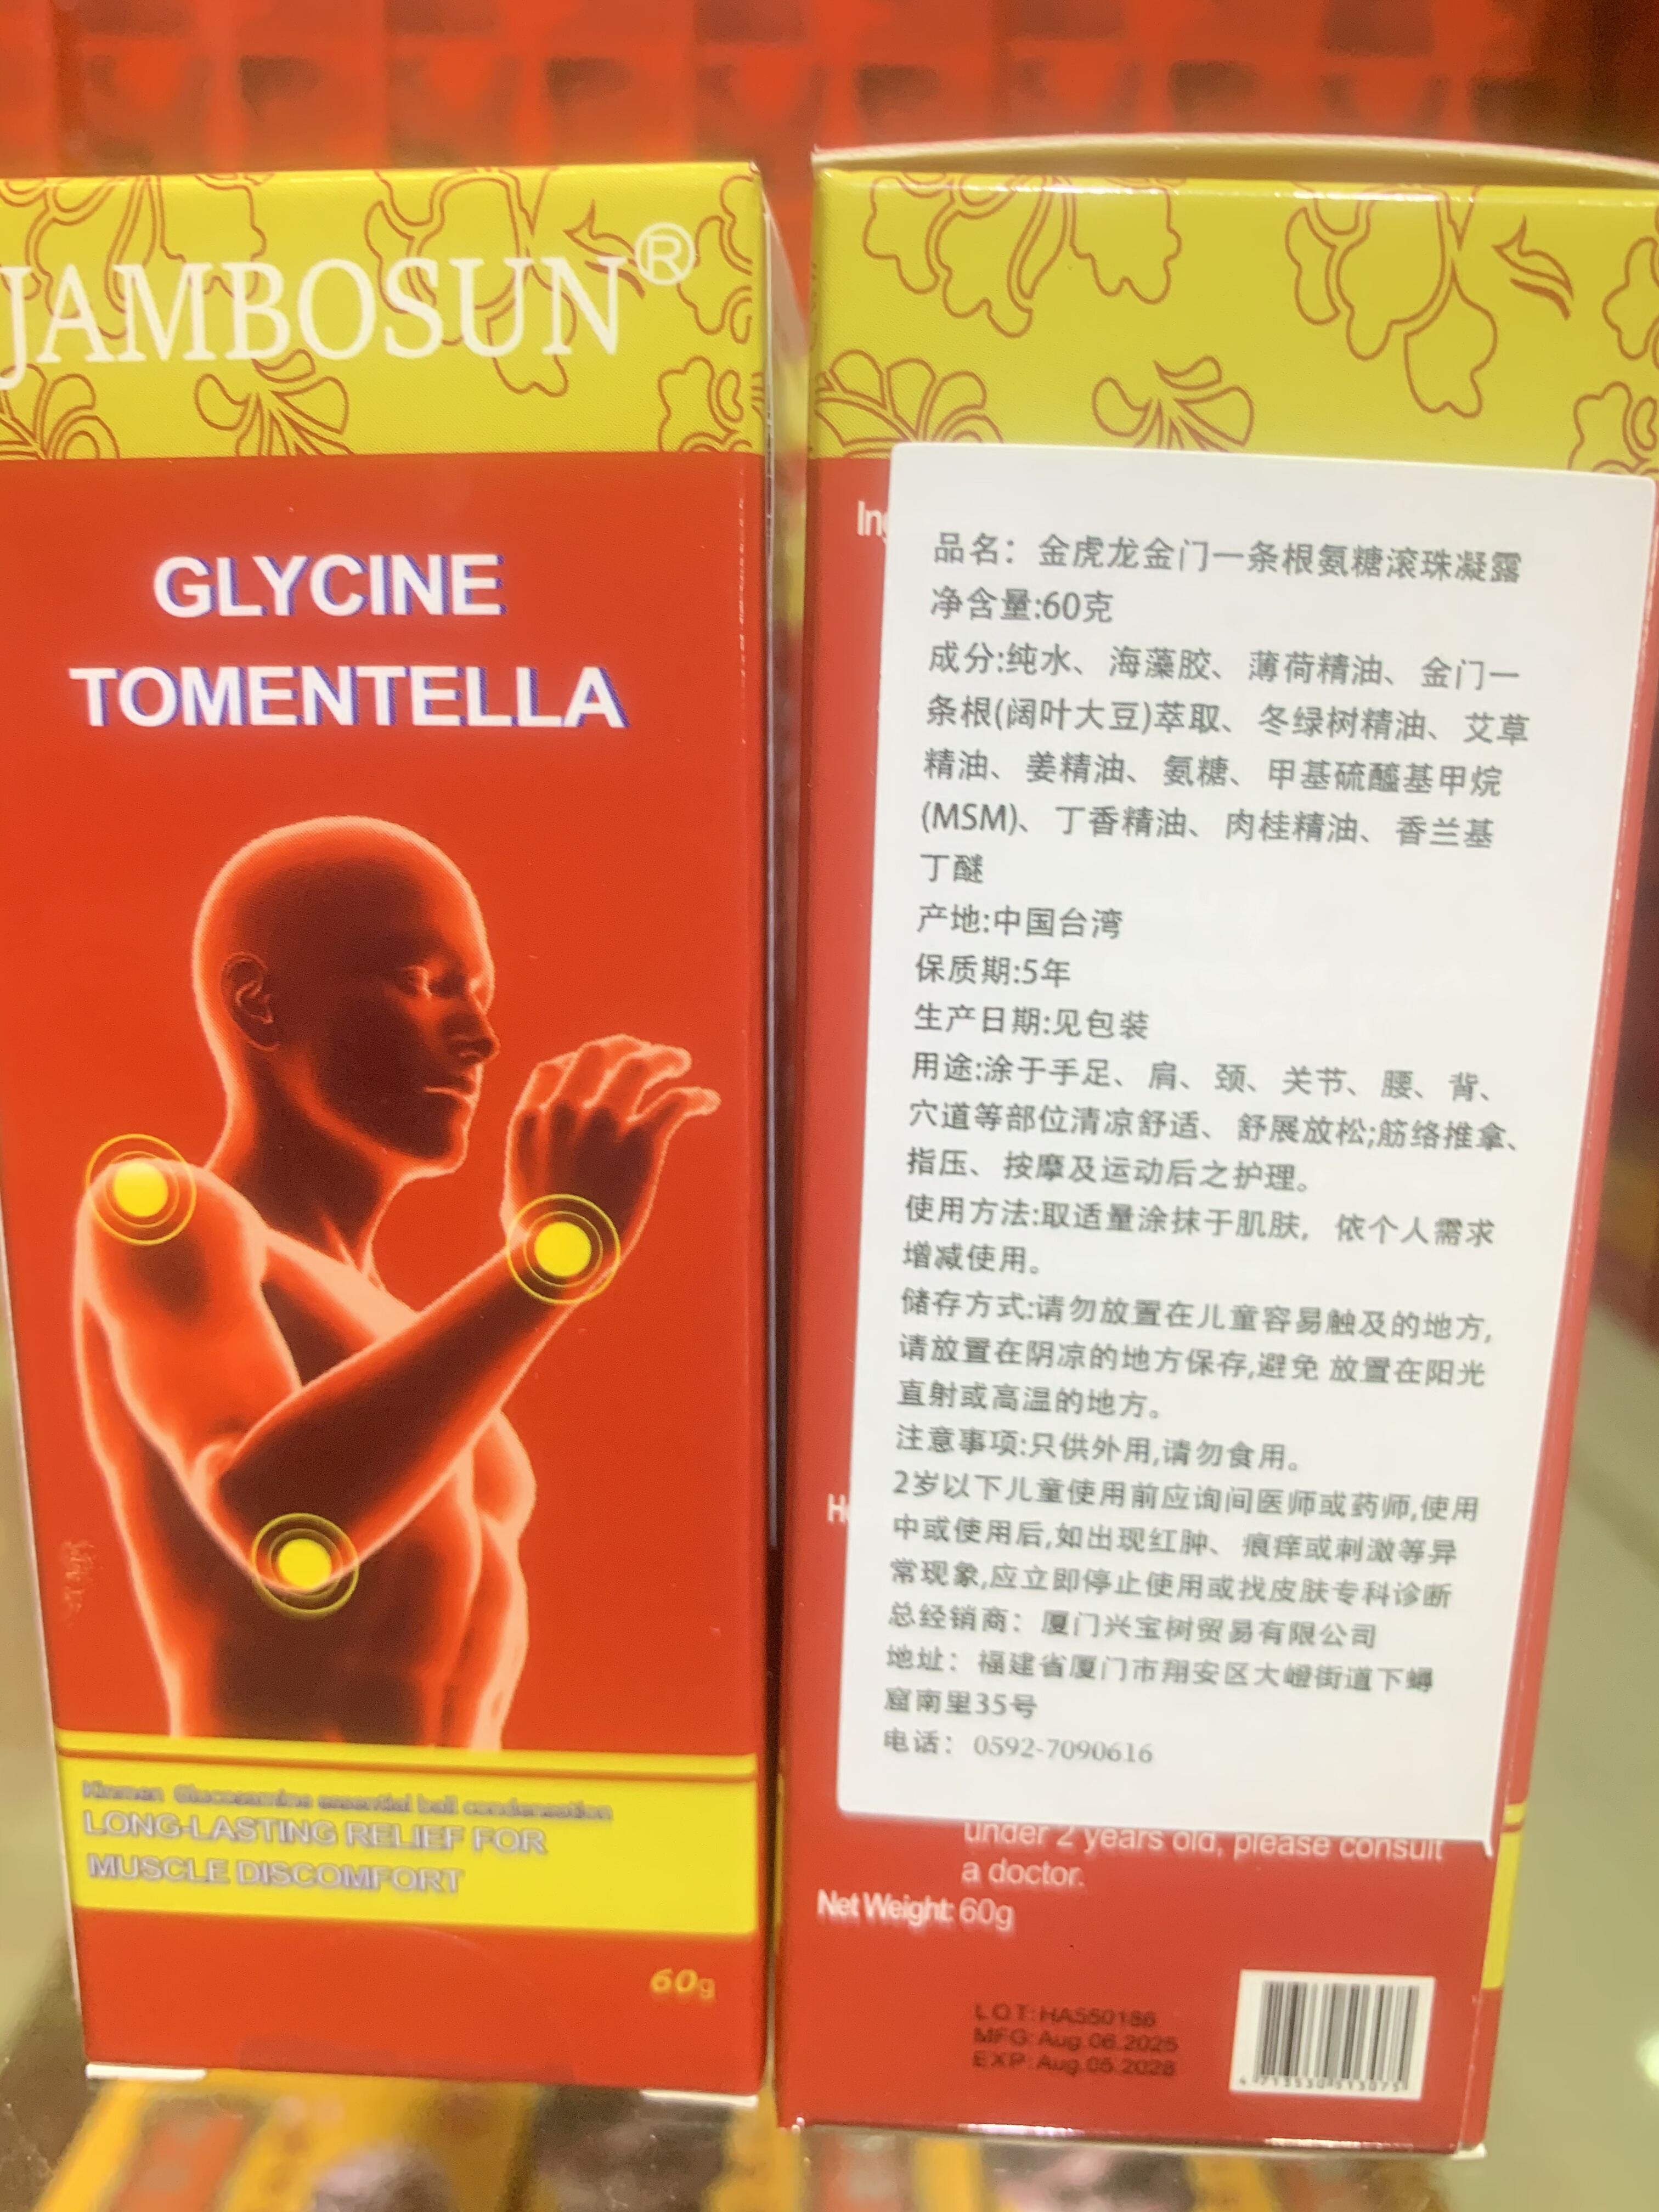 JAMBOSUN®
GLYCINE
TOMENTELLA
Kinmen Glucosamine essential ball condensation
LONG-LASTING RELIEF FOR
MUSCLE DISCOMFORT
60g
品名：金虎龙金门一条根氨糖滚珠凝露
净含量:60克
成分:纯水、海藻胶、薄荷精油、金门一
条根(阔叶大豆)萃取、冬绿树精油、艾草
精油、姜精油、氨糖、甲基硫醯基甲烷
(MSM)、丁香精油、肉桂精油、香兰基
丁醚
产地:中国台湾
保质期:5年
生产日期:见包装
用途:涂于手足、肩、颈、关节、腰、背、
穴道等部位清凉舒适、舒展放松;筋络推拿、
指压、按摩及运动后之护理。
使用方法:取适量涂抹于肌肤，依个人需求
增减使用。
储存方式:请勿放置在儿童容易触及的地方,
请放置在阴凉的地方保存,避免 放置在阳光
直射或高温的地方。
注意事项:只供外用,请勿食用。
2岁以下儿童使用前应询间医师或药师,使用
中或使用后,如出现红肿、痕痒或刺激等异
常现象,应立即停止使用或找皮肤专科诊断
总经销商：厦门兴宝树贸易有限公司
地址：福建省厦门市翔安区大嶝街道下蟳
窟南里35号
电话：0592-7090616
under 2 years old, please consult
a doctor.
Net Weight: 60g
LOT:HA550186
MFG:Aug.06.2025
EXP:Aug.05.2028